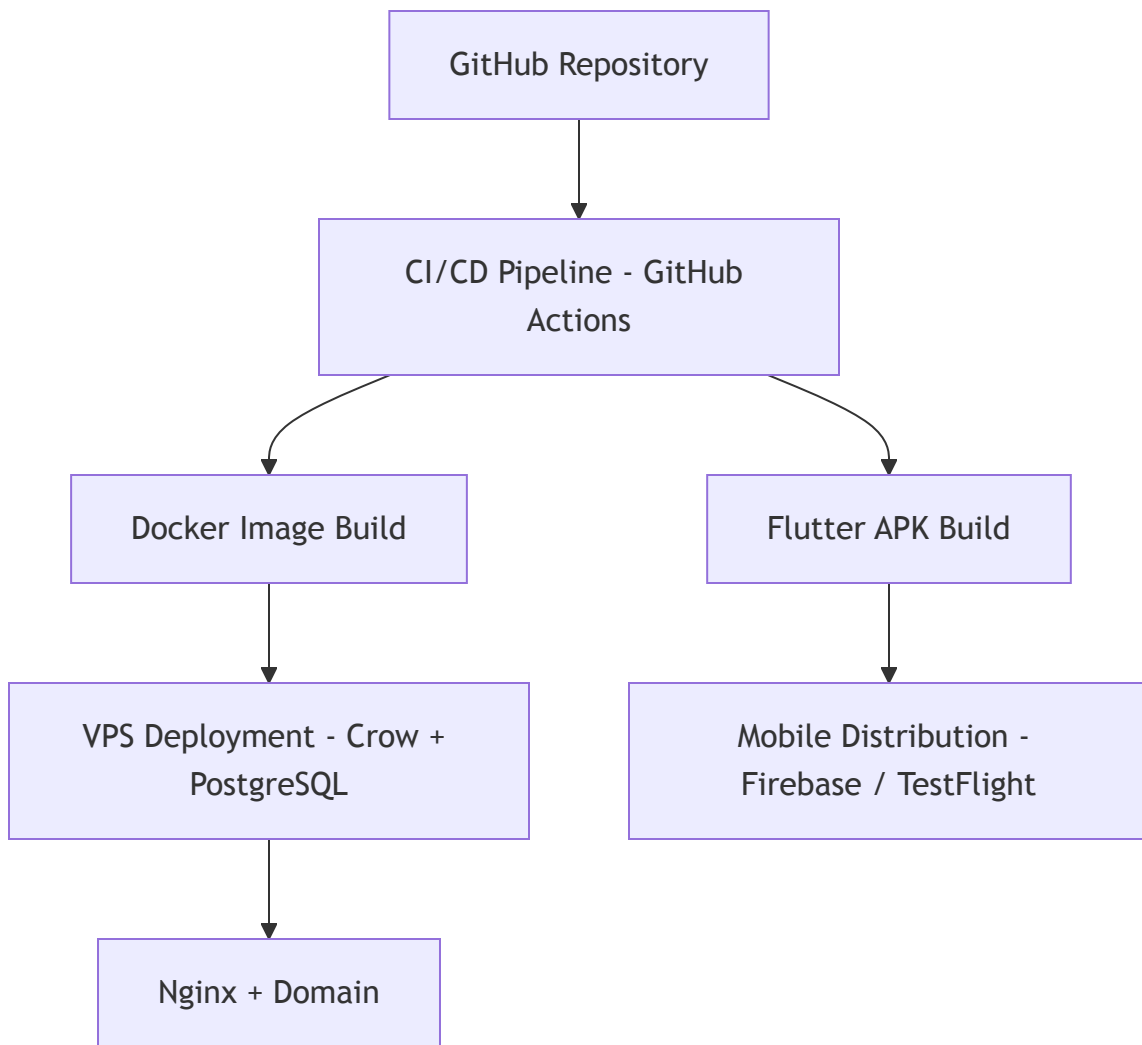 GitHub Repository
CI/CD Pipeline - GitHub
Actions
Docker Image Build
Flutter APK Build
VPS Deployment - Crow +
PostgreSQL
Mobile Distribution -
Firebase / TestFlight
Nginx + Domain